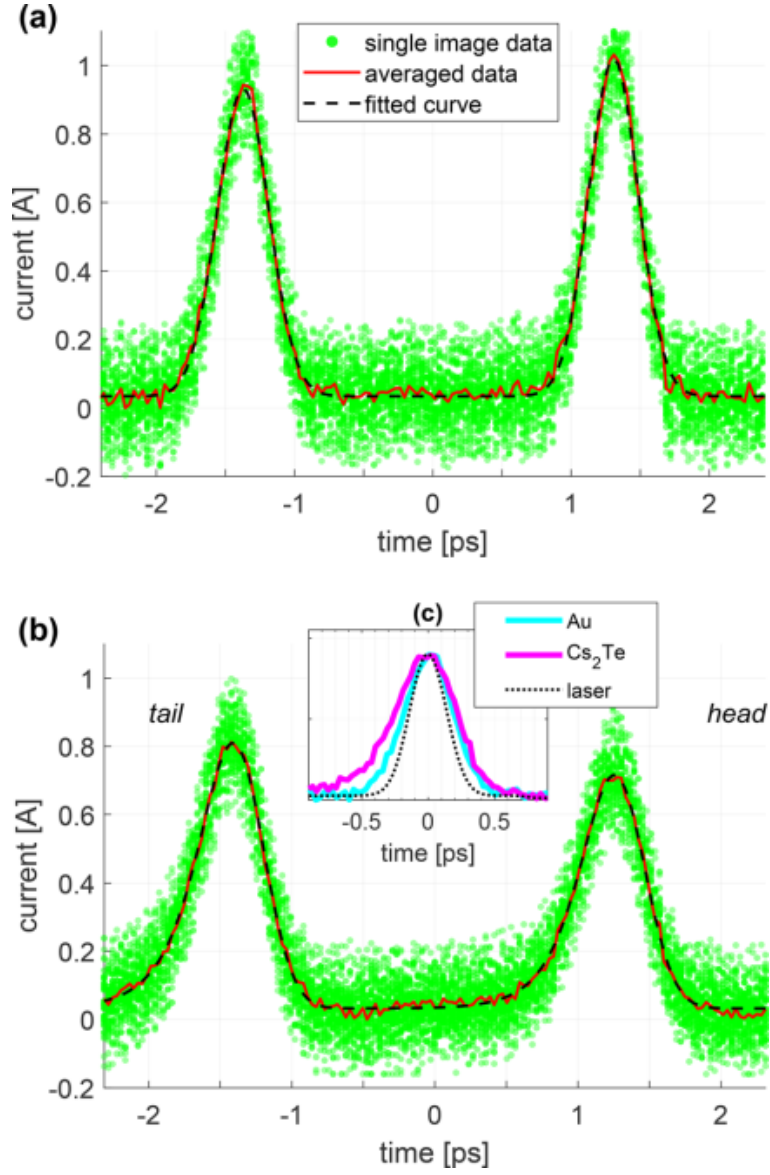 (a)
single image data
averaged data
fitted curve
1
0.8
0.6
0.4
0.2
0
-0.2
current [A]
-2 -1 0 1 2
time [ps]
(b)
(c)
Au
Cs2Te
laser
-0.5 0 0.5
time [ps]
tail
head
1
0.8
0.6
0.4
0.2
0
-0.2
current [A]
-2 -1 0 1 2
time [ps]